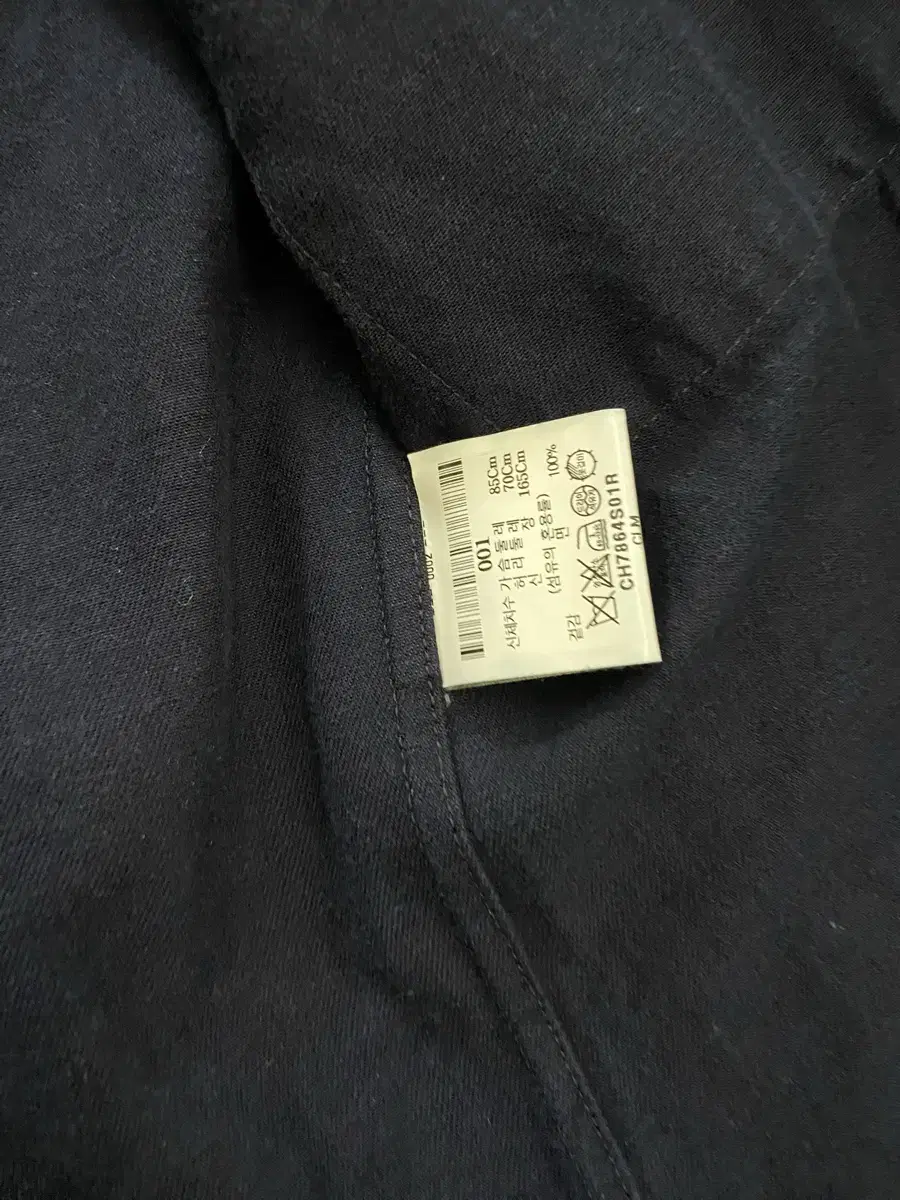 001
신체치수 가 슴 둘 레 85Cm
허 리 둘 레 70Cm
신 장 165Cm
(섬유의 혼용률)
겉감 면 100%
CH7864S01R
CLM